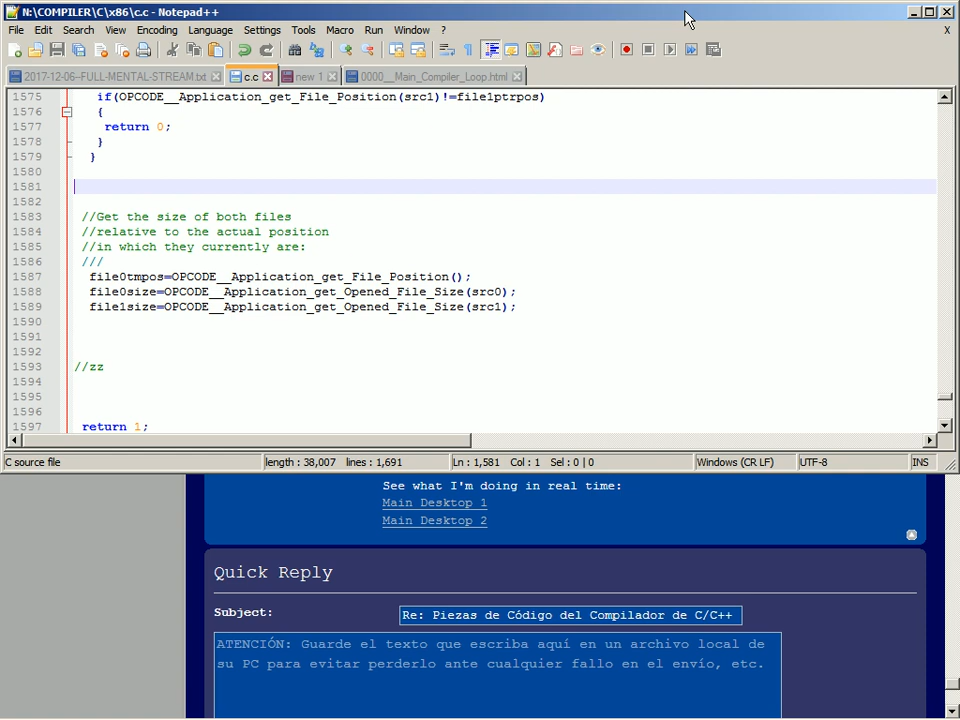 N:\COMPILER\C\x86\c.c - Notepad++
File Edit Search View Encoding Language Settings Tools Macro Run Window ? X
2017-12-06--FULL-MENTAL-STREAM.txt c.c new 1 0000__Main_Compiler_Loop.html
1575 if(OPCODE__Application_get_File_Position(src1)!=file1ptrpos)
1576 {
1577 return 0;
1578 }
1579 }
1580
1581
1582
1583 //Get the size of both files
1584 //relative to the actual position
1585 //in which they currently are:
1586 ///
1587 file0tmpos=OPCODE__Application_get_File_Position();
1588 file0size=OPCODE__Application_get_Opened_File_Size(src0);
1589 file1size=OPCODE__Application_get_Opened_File_Size(src1);
1590
1591
1592
1593 //zz
1594
1595
1596
1597 return 1;
C source file length : 38,007 lines : 1,691 Ln : 1,581 Col : 1 Sel : 0 | 0 Windows (CR LF) UTF-8 INS
See what I'm doing in real time:
Main Desktop 1
Main Desktop 2
Quick Reply
Subject: Re: Piezas de Código del Compilador de C/C++
ATENCIÓN: Guarde el texto que escriba aquí en un archivo local de
su PC para evitar perderlo ante cualquier fallo en el envío, etc.